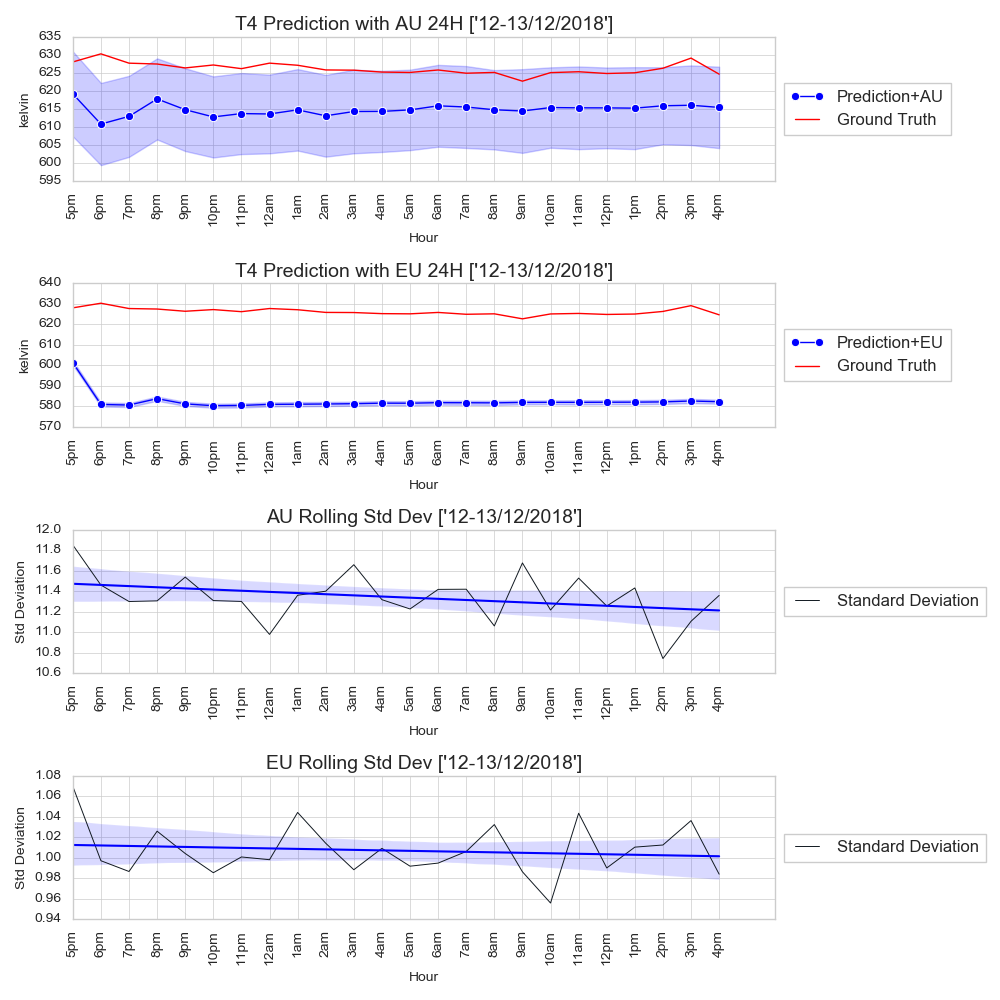 T4 Prediction with AU 24H ['12-13/12/2018']
635
630
625
620
615
610
605
600
595
kelvin
5pm 6pm 7pm 8pm 9pm 10pm 11pm 12am 1am 2am 3am 4am 5am 6am 7am 8am 9am 10am 11am 12pm 1pm 2pm 3pm 4pm
Hour
Prediction+AU
Ground Truth
T4 Prediction with EU 24H ['12-13/12/2018']
640
630
620
610
600
590
580
570
kelvin
5pm 6pm 7pm 8pm 9pm 10pm 11pm 12am 1am 2am 3am 4am 5am 6am 7am 8am 9am 10am 11am 12pm 1pm 2pm 3pm 4pm
Hour
Prediction+EU
Ground Truth
AU Rolling Std Dev ['12-13/12/2018']
12.0
11.8
11.6
11.4
11.2
11.0
10.8
10.6
Std Deviation
5pm 6pm 7pm 8pm 9pm 10pm 11pm 12am 1am 2am 3am 4am 5am 6am 7am 8am 9am 10am 11am 12pm 1pm 2pm 3pm 4pm
Hour
Standard Deviation
EU Rolling Std Dev ['12-13/12/2018']
1.08
1.06
1.04
1.02
1.00
0.98
0.96
0.94
Std Deviation
5pm 6pm 7pm 8pm 9pm 10pm 11pm 12am 1am 2am 3am 4am 5am 6am 7am 8am 9am 10am 11am 12pm 1pm 2pm 3pm 4pm
Hour
Standard Deviation